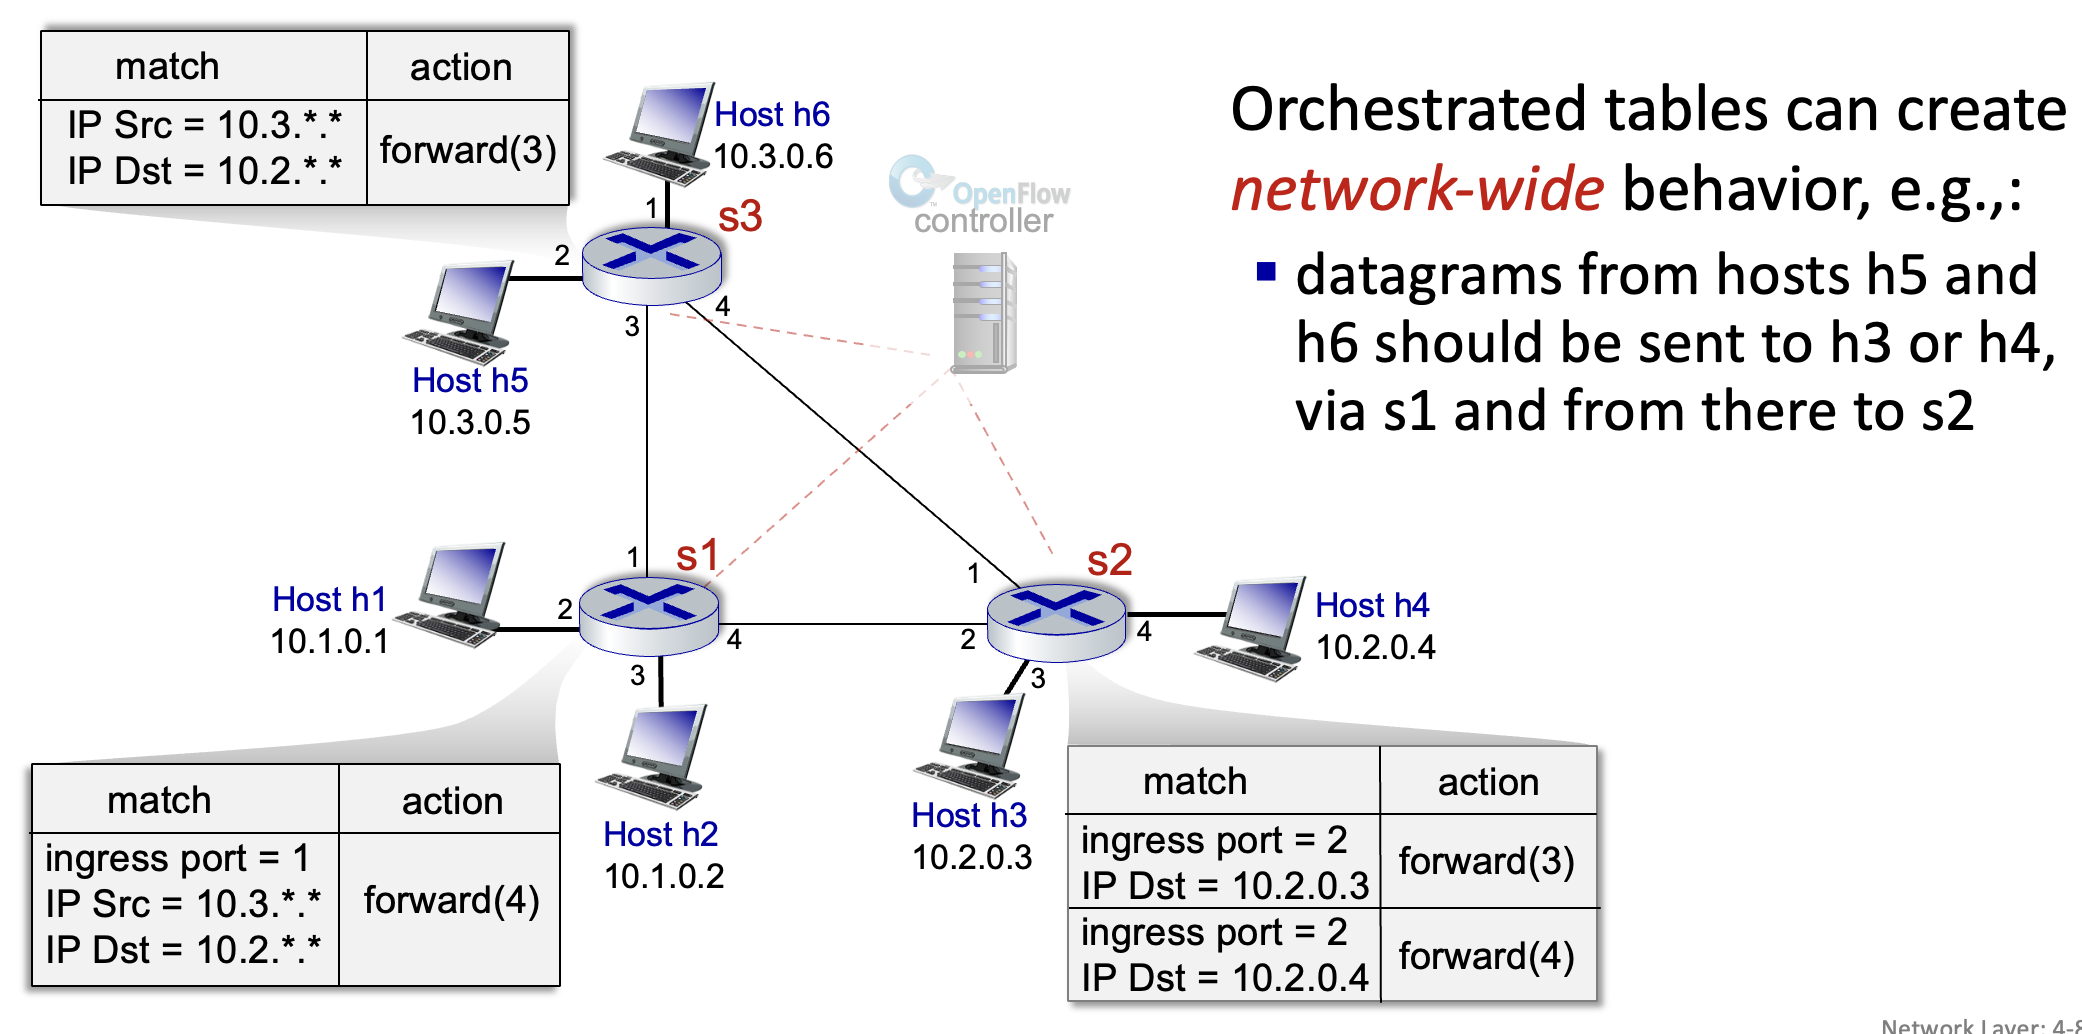 match action
IP Src = 10.3.*.*
IP Dst = 10.2.*.*
forward(3)
Host h6
10.3.0.6
OpenFlow
™
controller
Orchestrated tables can create
network-wide behavior, e.g.,:
datagrams from hosts h5 and
h6 should be sent to h3 or h4,
via s1 and from there to s2
1
s3
2
3
4
Host h5
10.3.0.5
1
s1
2
3
4
Host h1
10.1.0.1
Host h2
10.1.0.2
1
s2
2
3
4
Host h4
10.2.0.4
Host h3
10.2.0.3
match action
ingress port = 1
IP Src = 10.3.*.*
IP Dst = 10.2.*.*
forward(4)
match action
ingress port = 2
IP Dst = 10.2.0.3
forward(3)
ingress port = 2
IP Dst = 10.2.0.4
forward(4)
Network Layer: 4-8